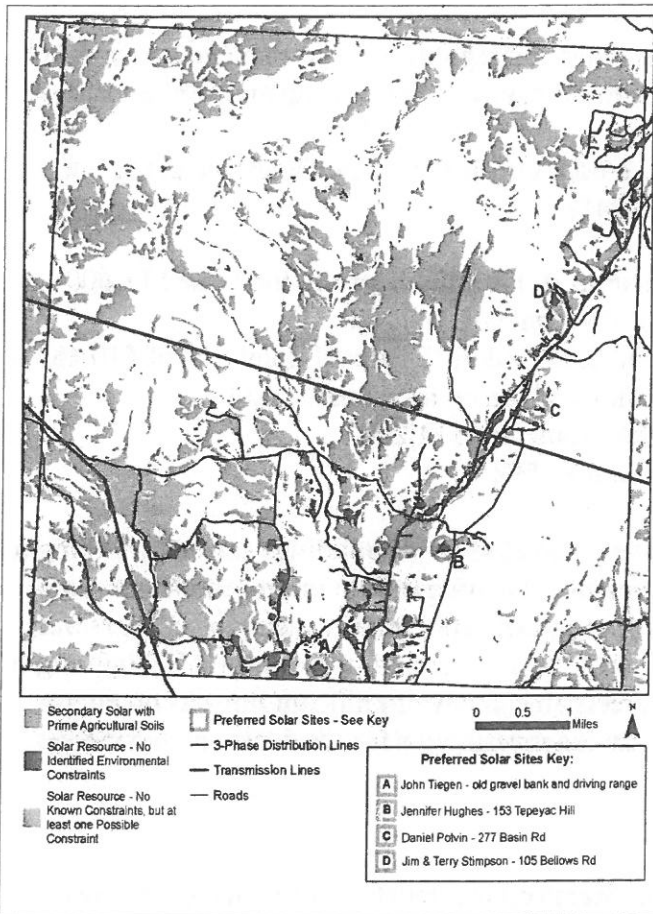 D
C
B
A
Secondary Solar with
Prime Agricultural Soils
Solar Resource - No
Identified Environmental
Constraints
Solar Resource - No
Known Constraints, but at
least one Possible
Constraint
Preferred Solar Sites - See Key
3-Phase Distribution Lines
Transmission Lines
Roads
0 0.5 1
Miles
N
Preferred Solar Sites Key:
A John Tiegen - old gravel bank and driving range
B Jennifer Hughes - 153 Tepeyac Hill
C Daniel Potvin - 277 Basin Rd
D Jim & Terry Stimpson - 105 Bellows Rd